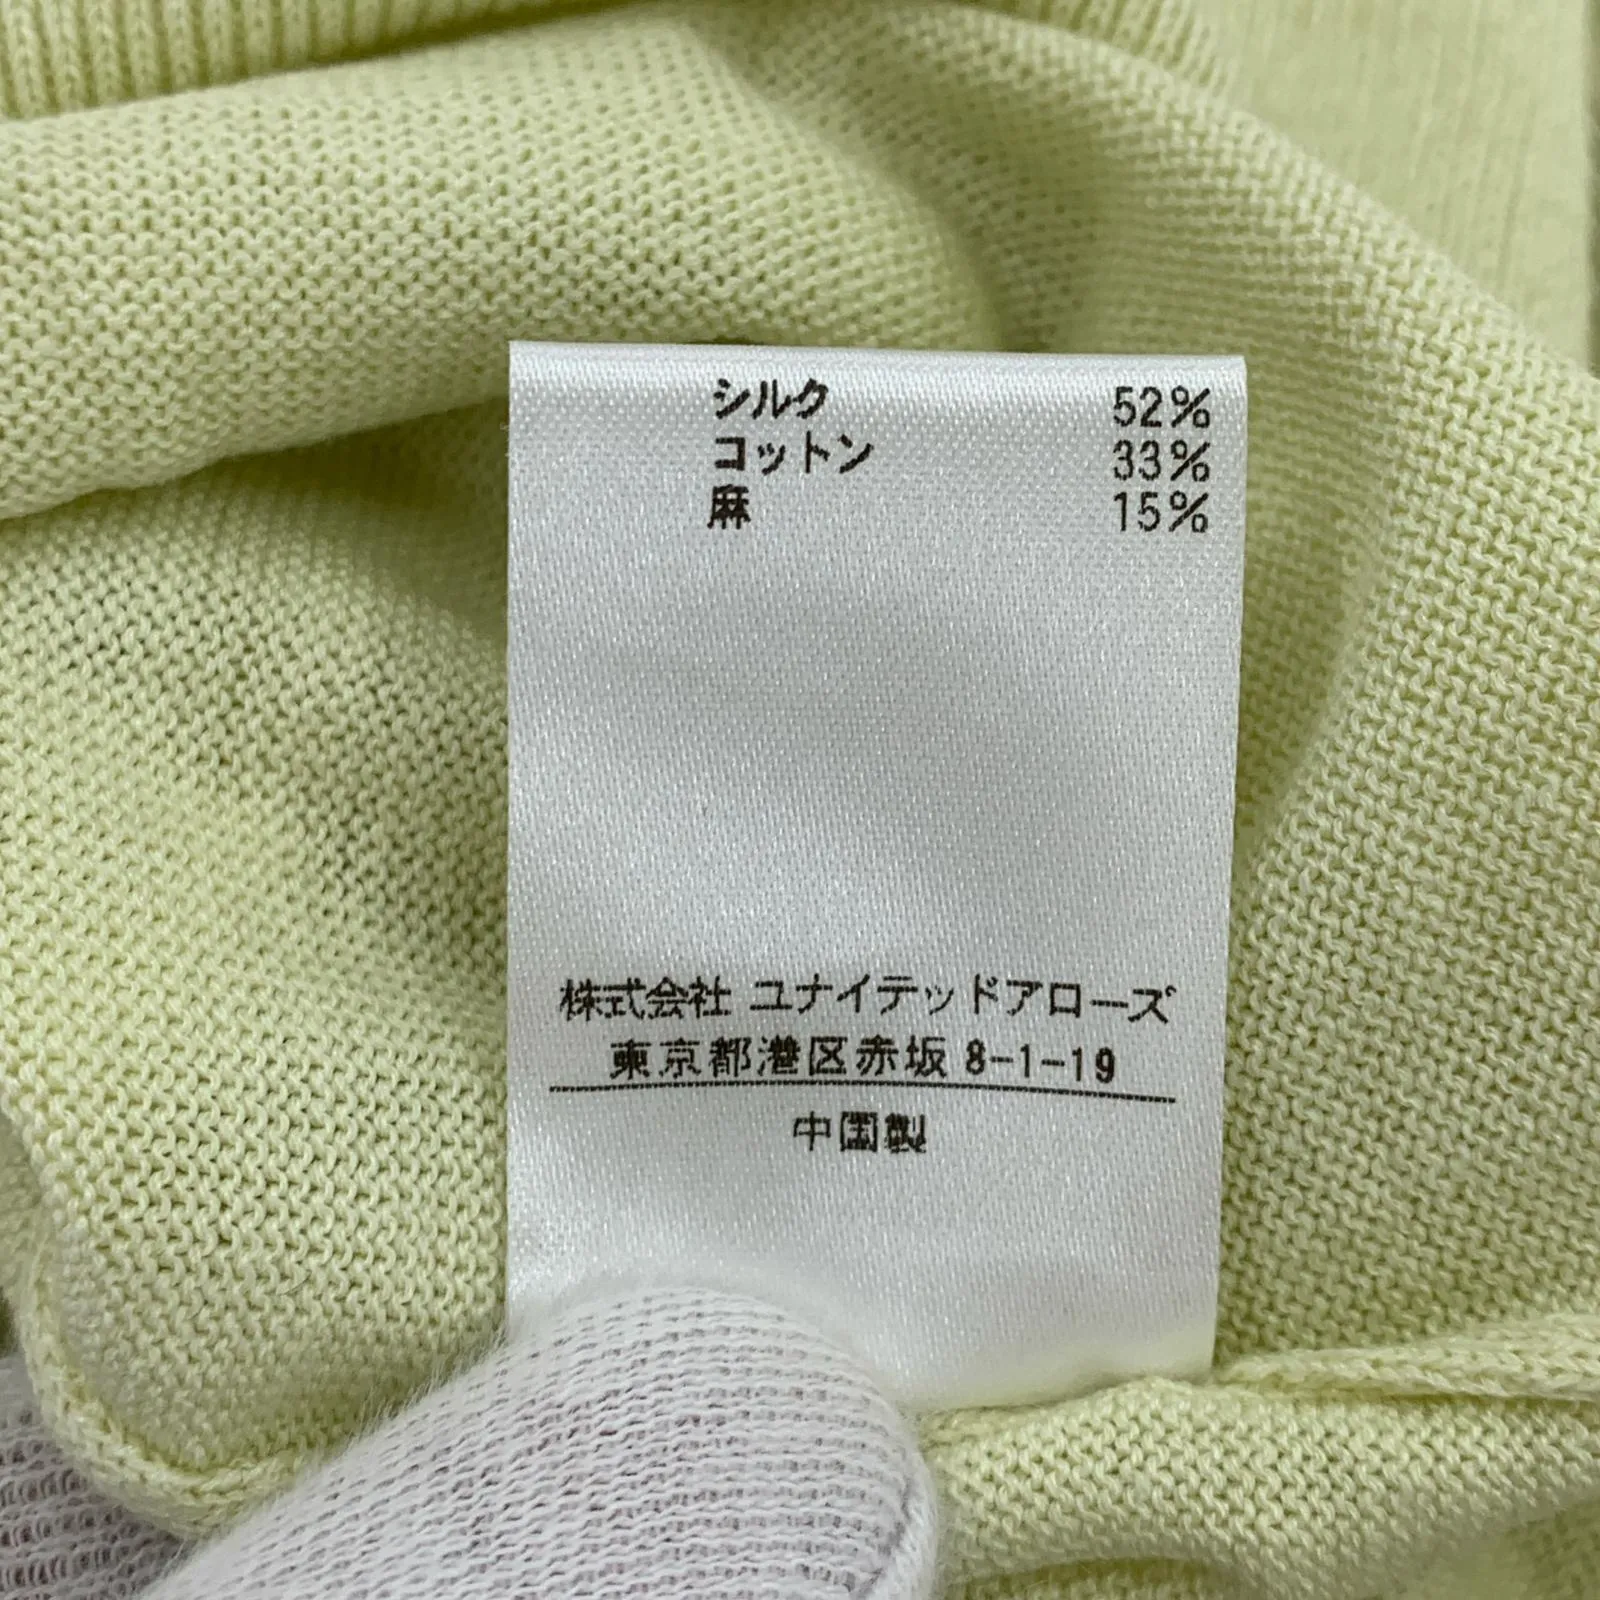 シルク 52%
コットン 33%
麻 15%
株式会社 ユナイテッドアローズ
東京都港区赤坂 8-1-19
中国製